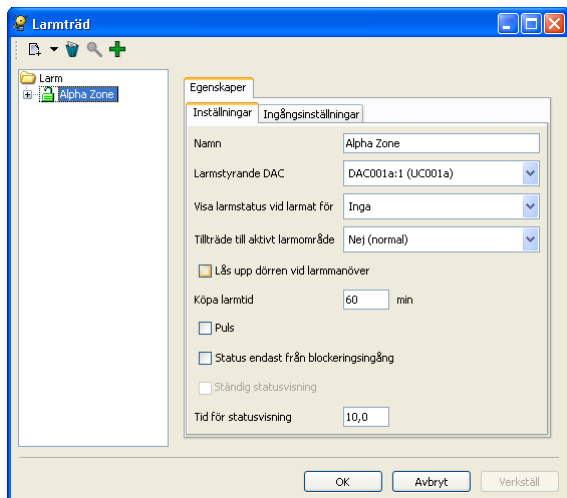 Larmträd
Larm
Alpha Zone
Egenskaper
Inställningar
Ingångsinställningar
Namn
Alpha Zone
Larmstyrande DAC
DAC001a:1 (UC001a)
Visa larmstatus vid larmat för
Inga
Tillträde till aktivt larmområde
Nej (normal)
Lås upp dörren vid larmmanöver
Köpa larmtid
60 min
Puls
Status endast från blockeringsingång
Ständig statusvisning
Tid för statusvisning
10,0
OK
Avbryt
Verkställ